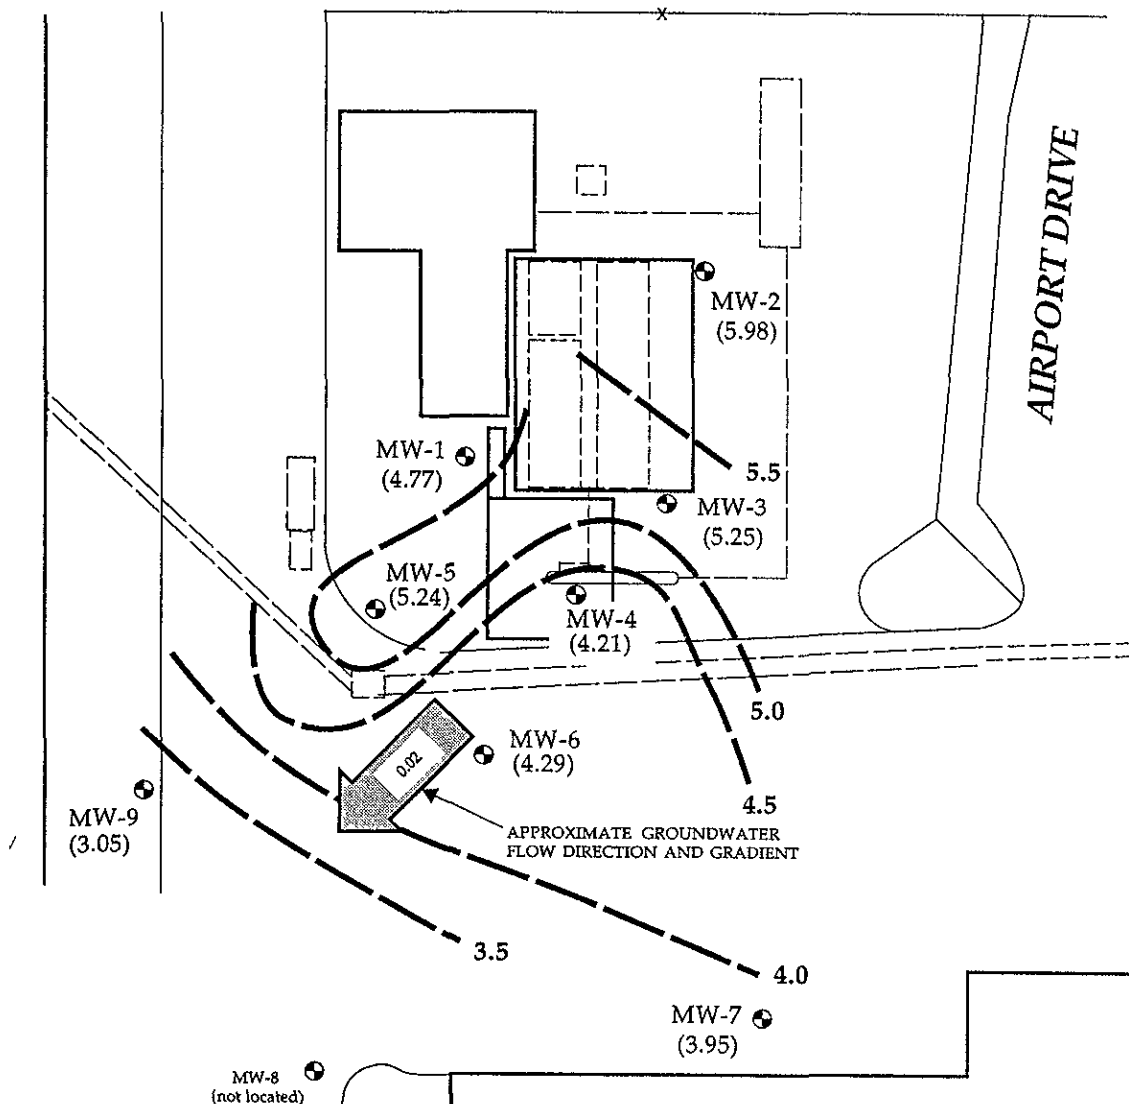 x
AIRPORT DRIVE
MW-2
(5.98)
MW-1
(4.77)
5.5
MW-3
(5.25)
MW-5
(5.24)
MW-4
(4.21)
5.0
MW-6
(4.29)
0.02
4.5
MW-9
(3.05)
APPROXIMATE GROUNDWATER
FLOW DIRECTION AND GRADIENT
3.5
4.0
MW-7
(3.95)
MW-8
(not located)